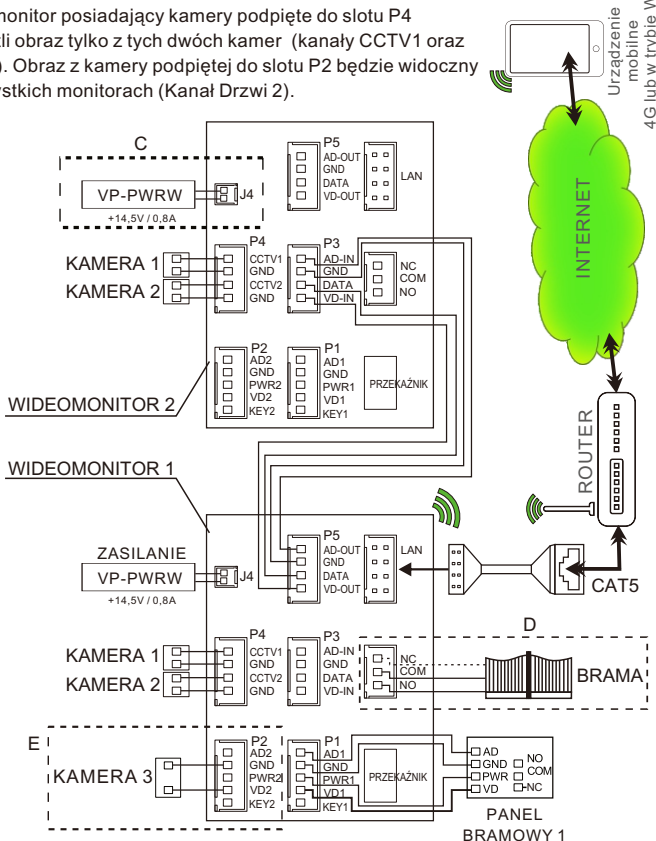 monitor posiadający kamery podpięte do slotu P4
obraz tylko z tych dwóch kamer (kanały CCTV1 oraz
). Obraz z kamery podpiętej do slotu P2 będzie widoczny
monitorach (Kanał Drzwi 2).
Urządzenie
mobilne
4G lub w trybie
INTERNET
ROUTER
CAT5
C
VP-PWRW
+14,5V / 0,8A
J4
P5
AD-OUT
GND
DATA
VD-OUT
LAN
KAMERA 1
KAMERA 2
P4
CCTV1
GND
CCTV2
GND
P3
AD-IN
GND
DATA
VD-IN
NC
COM
NO
P2
AD2
GND
PWR2
VD2
KEY2
P1
AD1
GND
PWR1
VD1
KEY1
PRZEKAŹNIK
WIDEOMONITOR 2
WIDEOMONITOR 1
ZASILANIE
VP-PWRW
+14,5V / 0,8A
J4
P5
AD-OUT
GND
DATA
VD-OUT
LAN
KAMERA 1
KAMERA 2
P4
CCTV1
GND
CCTV2
GND
P3
AD-IN
GND
DATA
VD-IN
D
NC
COM
NO
BRAMA
E
KAMERA 3
P2
AD2
GND
PWR2
VD2
KEY2
P1
AD1
GND
PWR1
VD1
KEY1
PRZEKAŹNIK
AD
GND
PWR
VD
NO
COM
NC
PANEL
BRAMOWY 1